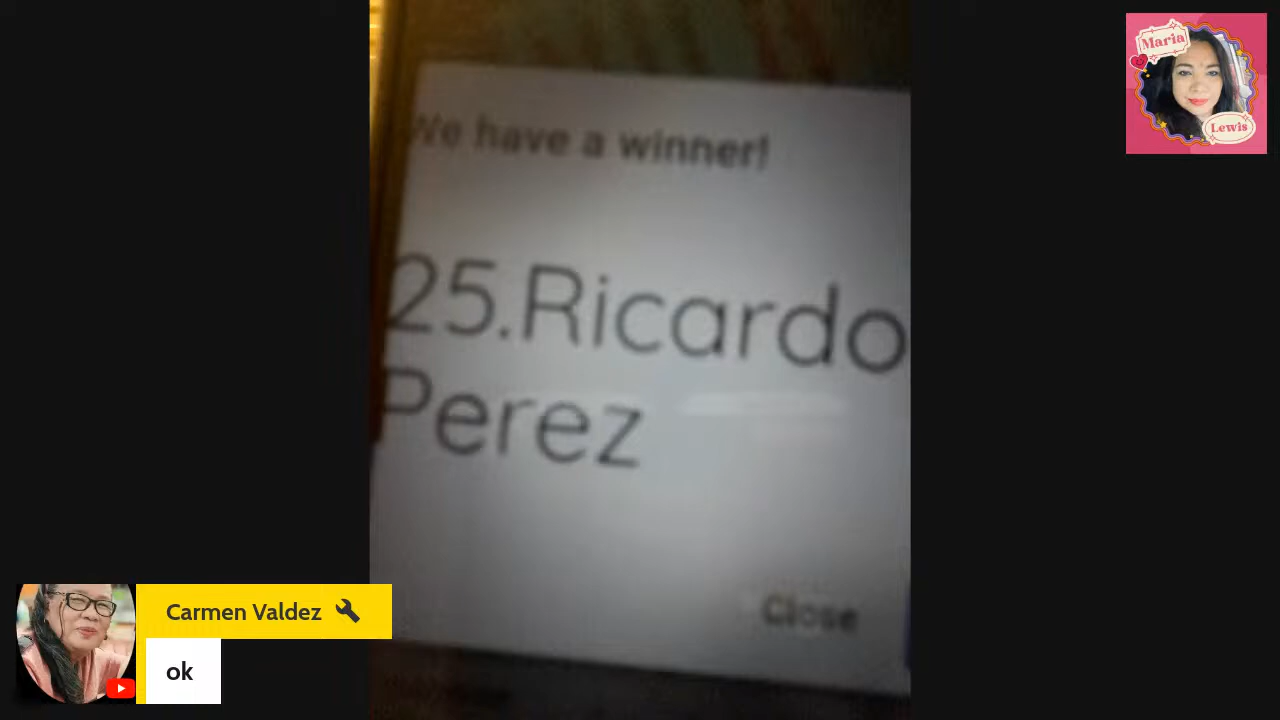 Maria
Lewis
We have a winner!
25.Ricardo
Perez
Close
Carmen Valdez
ok